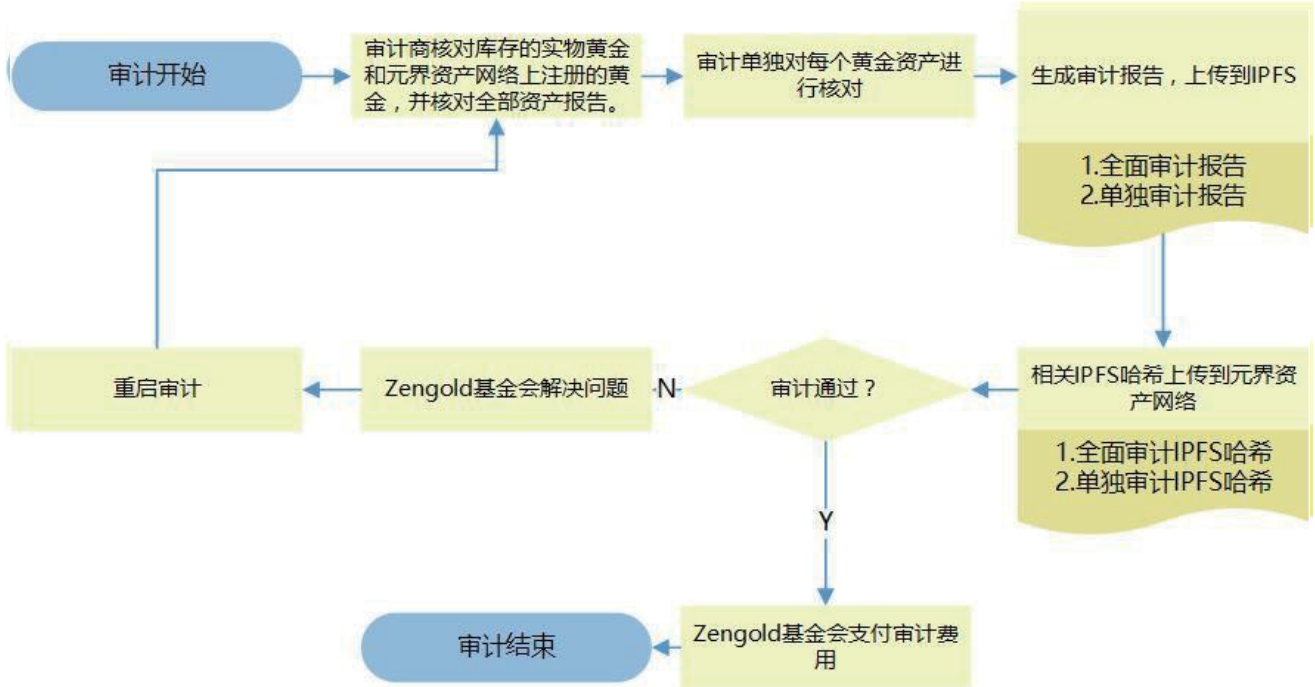 审计开始
审计商核对库存的实物黄金
和元界资产网络上注册的黄
金，并核对全部资产报告。
审计单独对每个黄金资产进
行核对
生成审计报告，上传到IPFS
1.全面审计报告
2.单独审计报告
相关IPFS哈希上传到元界资
产网络
1.全面审计IPFS哈希
2.单独审计IPFS哈希
审计通过？
N
Zengold基金会解决问题
重启审计
Y
Zengold基金会支付审计费
用
审计结束